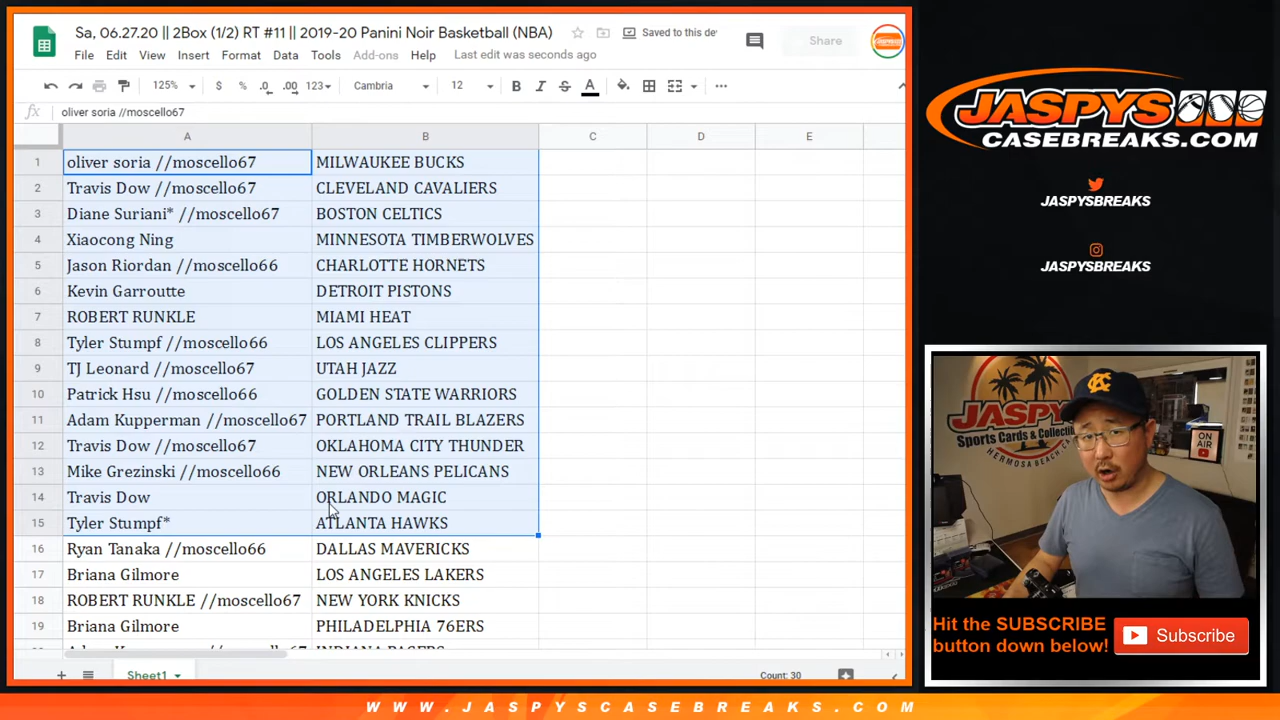 Sa, 06.27.20 || 2Box (1/2) RT #11 || 2019-20 Panini Noir Basketball (NBA)
Saved to this de
Share
File Edit View Insert Format Data Tools Add-ons Help Last edit was seconds ago
125% $ % .0 .00 123 Cambria 12 B I S A
fx oliver soria //moscello67
A B C D E
1 oliver soria //moscello67 MILWAUKEE BUCKS
2 Travis Dow //moscello67 CLEVELAND CAVALIERS
3 Diane Suriani* //moscello67 BOSTON CELTICS
4 Xiaocong Ning MINNESOTA TIMBERWOLVES
5 Jason Riordan //moscello66 CHARLOTTE HORNETS
6 Kevin Garroutte DETROIT PISTONS
7 ROBERT RUNKLE MIAMI HEAT
8 Tyler Stumpf //moscello66 LOS ANGELES CLIPPERS
9 TJ Leonard //moscello67 UTAH JAZZ
10 Patrick Hsu //moscello66 GOLDEN STATE WARRIORS
11 Adam Kupperman //moscello67 PORTLAND TRAIL BLAZERS
12 Travis Dow //moscello67 OKLAHOMA CITY THUNDER
13 Mike Grezinski //moscello66 NEW ORLEANS PELICANS
14 Travis Dow ORLANDO MAGIC
15 Tyler Stumpf* ATLANTA HAWKS
16 Ryan Tanaka //moscello66 DALLAS MAVERICKS
17 Briana Gilmore LOS ANGELES LAKERS
18 ROBERT RUNKLE //moscello67 NEW YORK KNICKS
19 Briana Gilmore PHILADELPHIA 76ERS
Sheet1
Count: 30
JASPYS
CASEBREAKS.COM
JASPYSBREAKS
JASPYSBREAKS
JASPYS
Sports Cards & Collectib
HERMOSA BEACH, CA
ON AIR
Hit the SUBSCRIBE
button down below!
Subscribe
WWW.JASPYSCASEBREAKS.COM